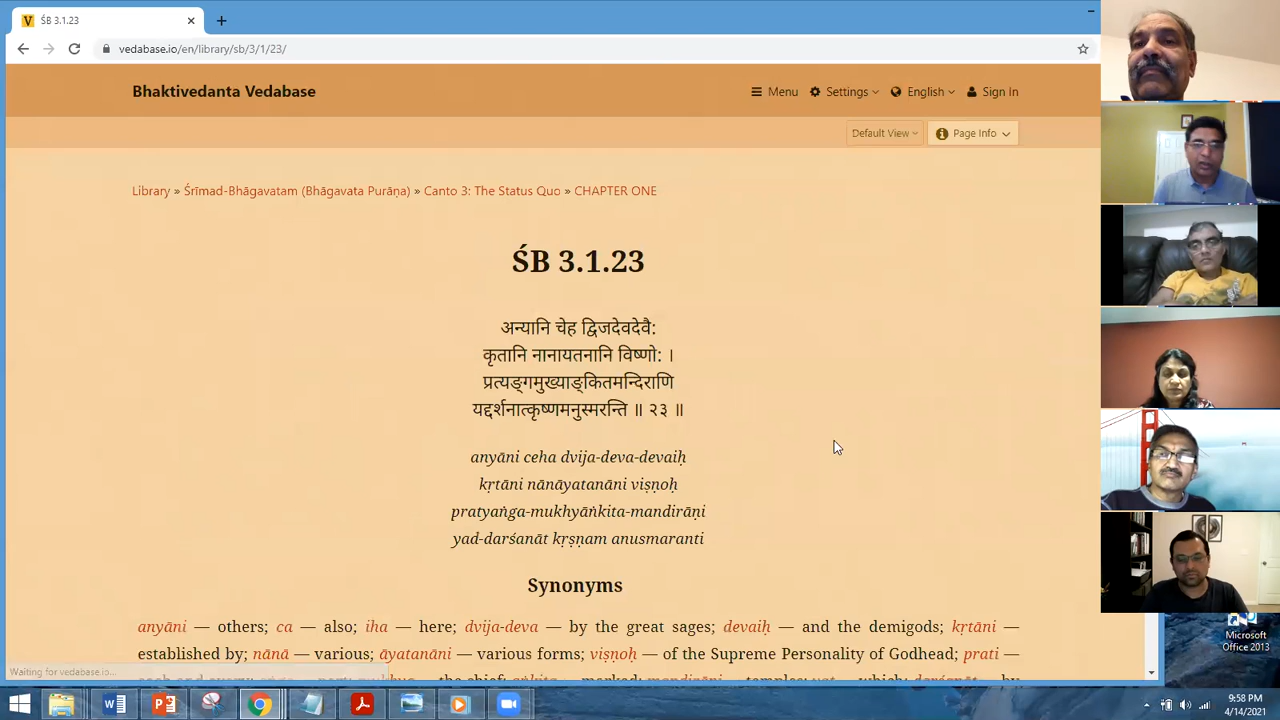 ŚB 3.1.23
vedabase.io/en/library/sb/3/1/23/
Bhaktivedanta Vedabase
Menu Settings English Sign In
Default View Page Info
Library » Śrīmad-Bhāgavatam (Bhāgavata Purāṇa) » Canto 3: The Status Quo » CHAPTER ONE
ŚB 3.1.23
अन्यानि चेह द्विजदेवदेवै:
कृतानि नानायतनानि विष्णो: ।
प्रत्यङ्गमुख्याङ्कितमन्दिराणि
यद्दर्शनात्कृष्णमनुस्मरन्ति ॥ २३ ॥
anyāni ceha dvija-deva-devaiḥ
kṛtāni nānāyatanāni viṣṇoḥ
pratyaṅga-mukhyāṅkita-mandirāṇi
yad-darśanāt kṛṣṇam anusmaranti
Synonyms
anyāni — others; ca — also; iha — here; dvija-deva — by the great sages; devaiḥ — and the demigods; kṛtāni —
established by; nānā — various; āyatanāni — various forms; viṣṇoḥ — of the Supreme Personality of Godhead; prati —
Waiting for vedabase.io...
Microsoft
Office 2013
9:58 PM
4/14/2021